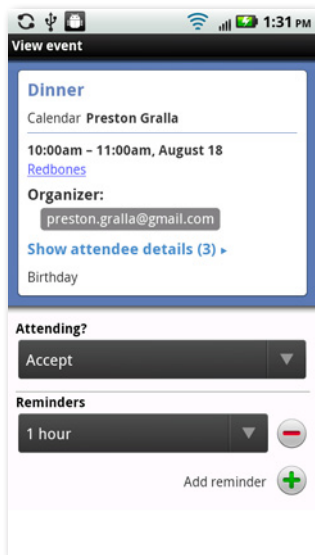 1:31 PM
View event
Dinner
Calendar Preston Gralla
10:00am – 11:00am, August 18
Redbones
Organizer:
preston.gralla@gmail.com
Show attendee details (3) ▸
Birthday
Attending?
Accept
Reminders
1 hour
Add reminder